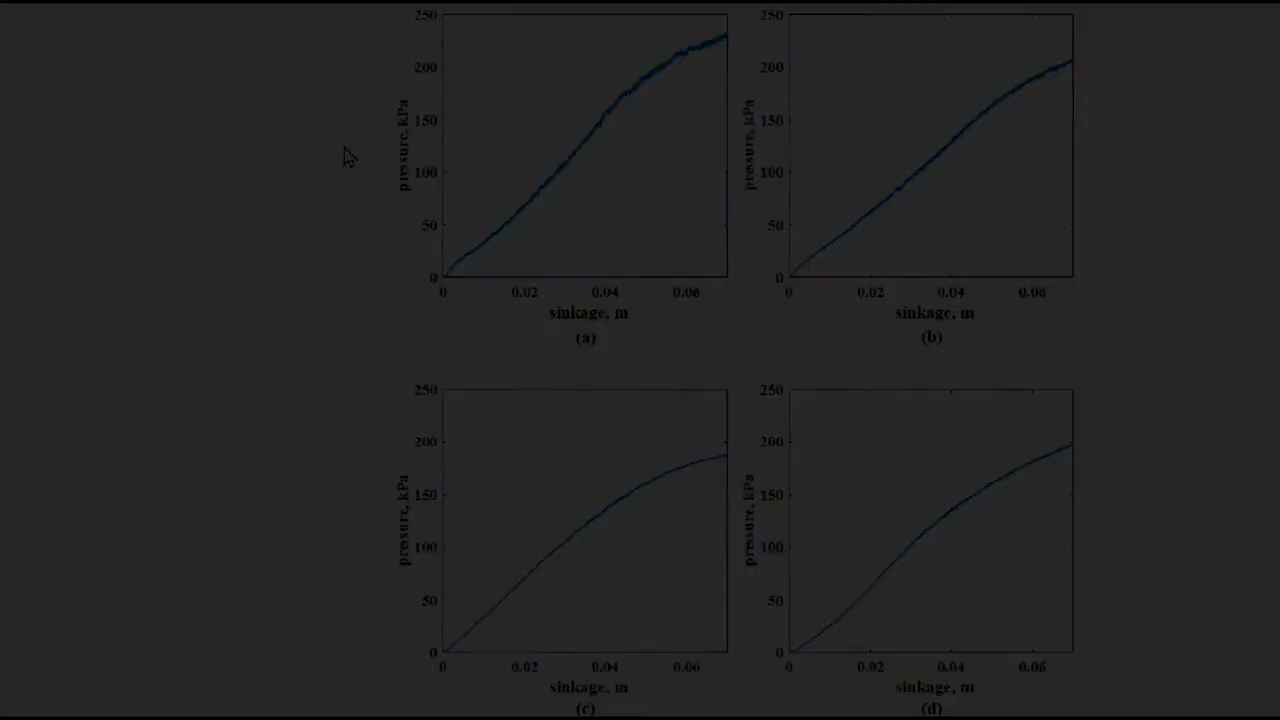 250 250
200 200
150 150
100 100
50 50
0 0
0 0.02 0.04 0.06 0 0.02 0.04 0.06
pressure, kPa pressure, kPa
sinkage, m sinkage, m
(a) (b)
250 250
200 200
150 150
100 100
50 50
0 0
0 0.02 0.04 0.06 0 0.02 0.04 0.06
pressure, kPa pressure, kPa
sinkage, m sinkage, m
(c) (d)